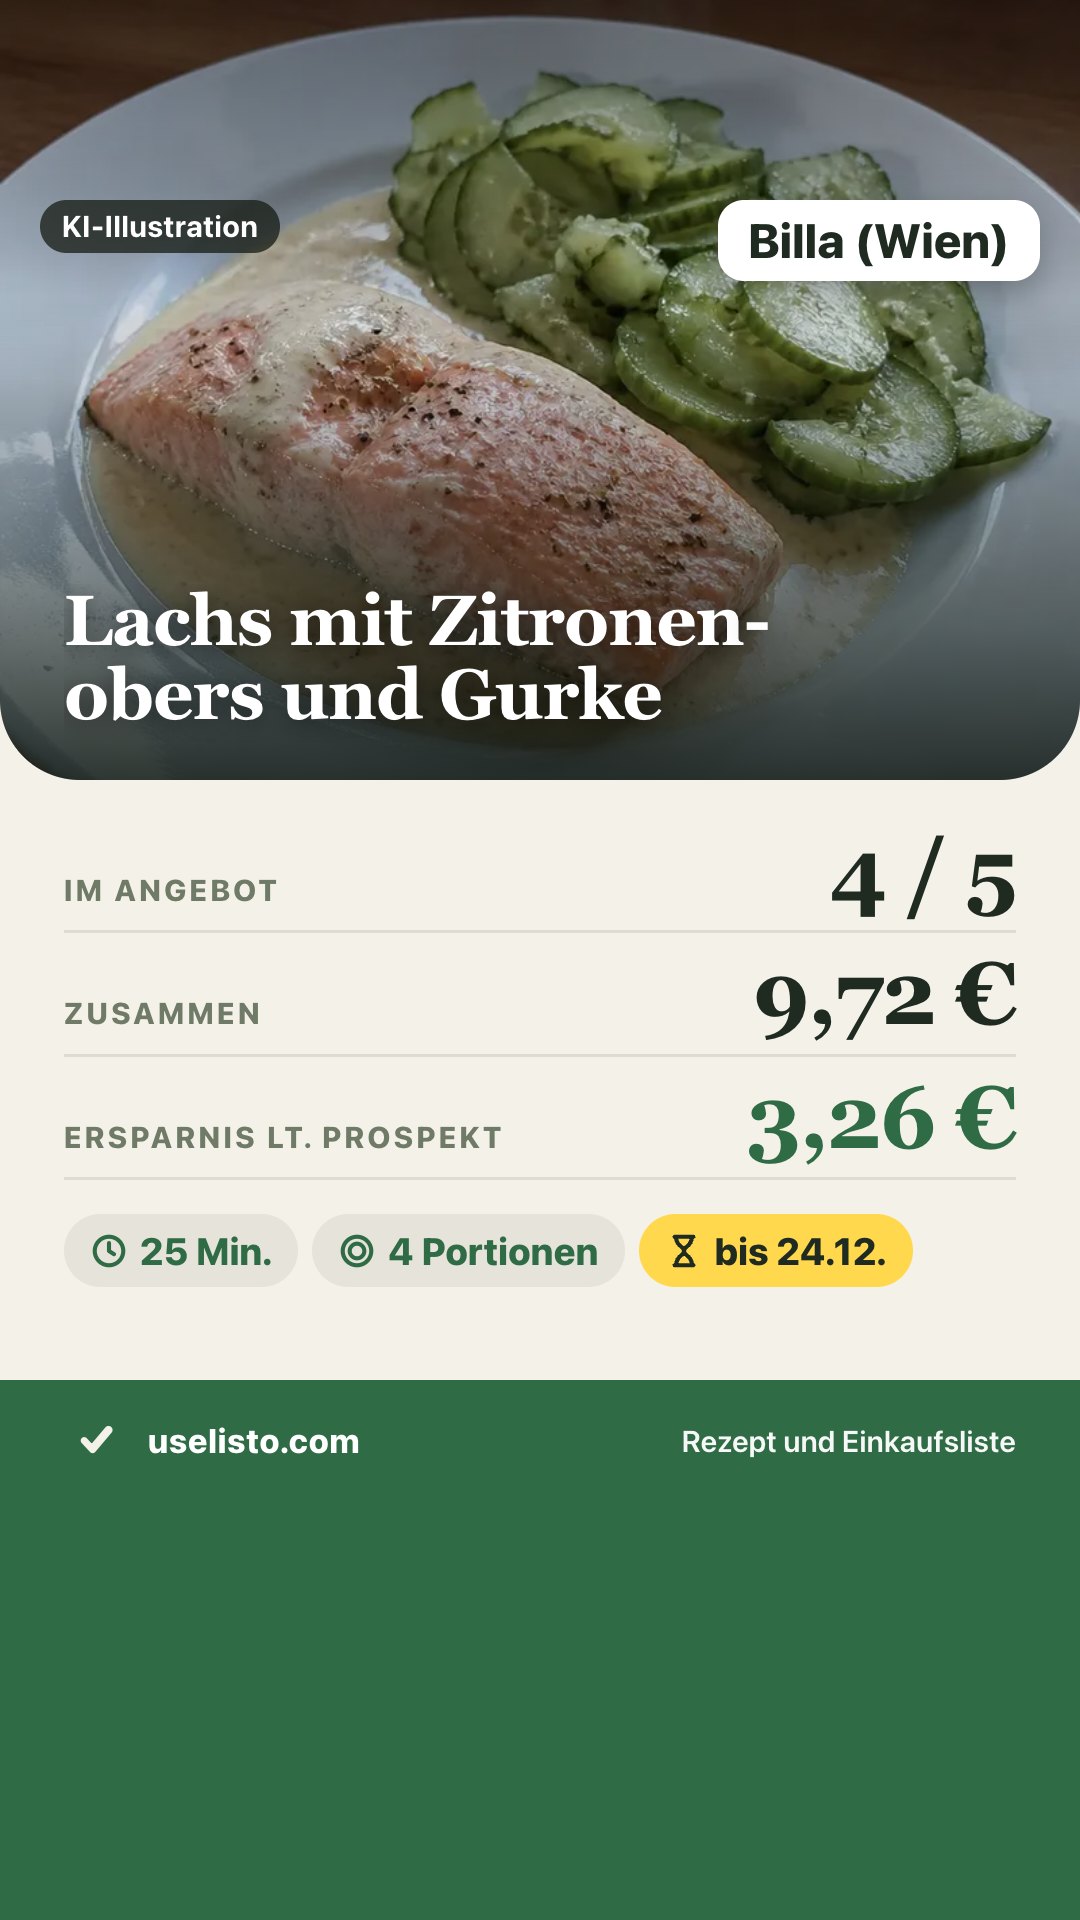 KI-Illustration
Billa (Wien)
Lachs mit Zitronen-
obers und Gurke
IM ANGEBOT 4 / 5
ZUSAMMEN 9,72 €
ERSPARNIS LT. PROSPEKT 3,26 €
25 Min. 4 Portionen bis 24.12.
uselisto.com Rezept und Einkaufsliste